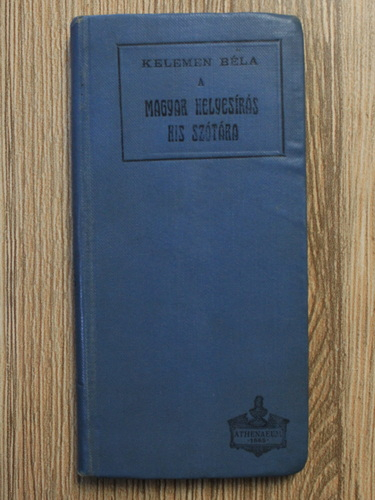 KELEMEN BÉLA
A
MAGYAR HELYESÍRÁS
KIS SZÓTÁRA
ATHENAEUM